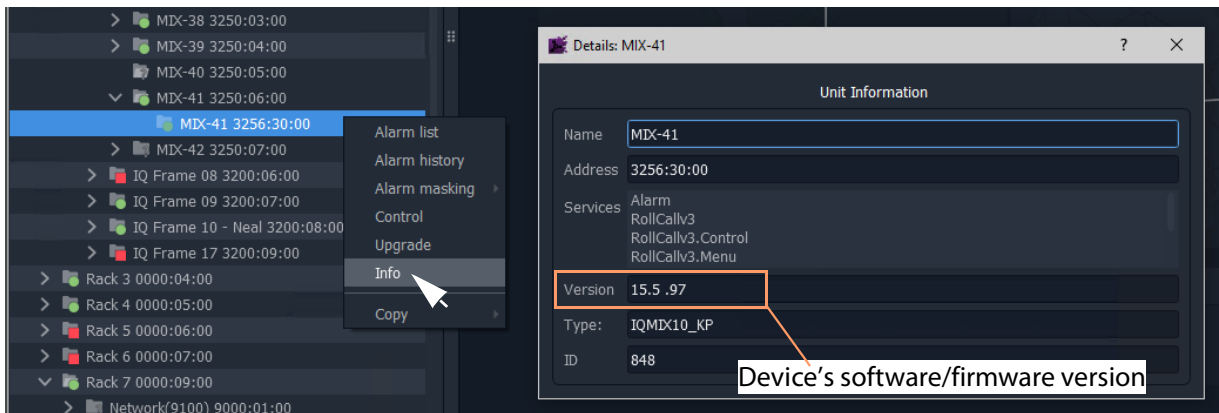 MIX-38 3250:03:00
MIX-39 3250:04:00
MIX-40 3250:05:00
MIX-41 3250:06:00
MIX-41 3256:30:00
MIX-42 3250:07:00
IQ Frame 08 3200:06:00
IQ Frame 09 3200:07:00
IQ Frame 10 - Neal 3200:08:00
IQ Frame 17 3200:09:00
Rack 3 0000:04:00
Rack 4 0000:05:00
Rack 5 0000:06:00
Rack 6 0000:07:00
Rack 7 0000:09:00
Network(9100) 9000:01:00
Alarm list
Alarm history
Alarm masking
Control
Upgrade
Info
Copy
Details: MIX-41 ? ×
Unit Information
Name MIX-41
Address 3256:30:00
Services Alarm
RollCallv3
RollCallv3.Control
RollCallv3.Menu
Version 15.5 .97
Type: IQMIX10_KP
ID 848
Device's software/firmware version